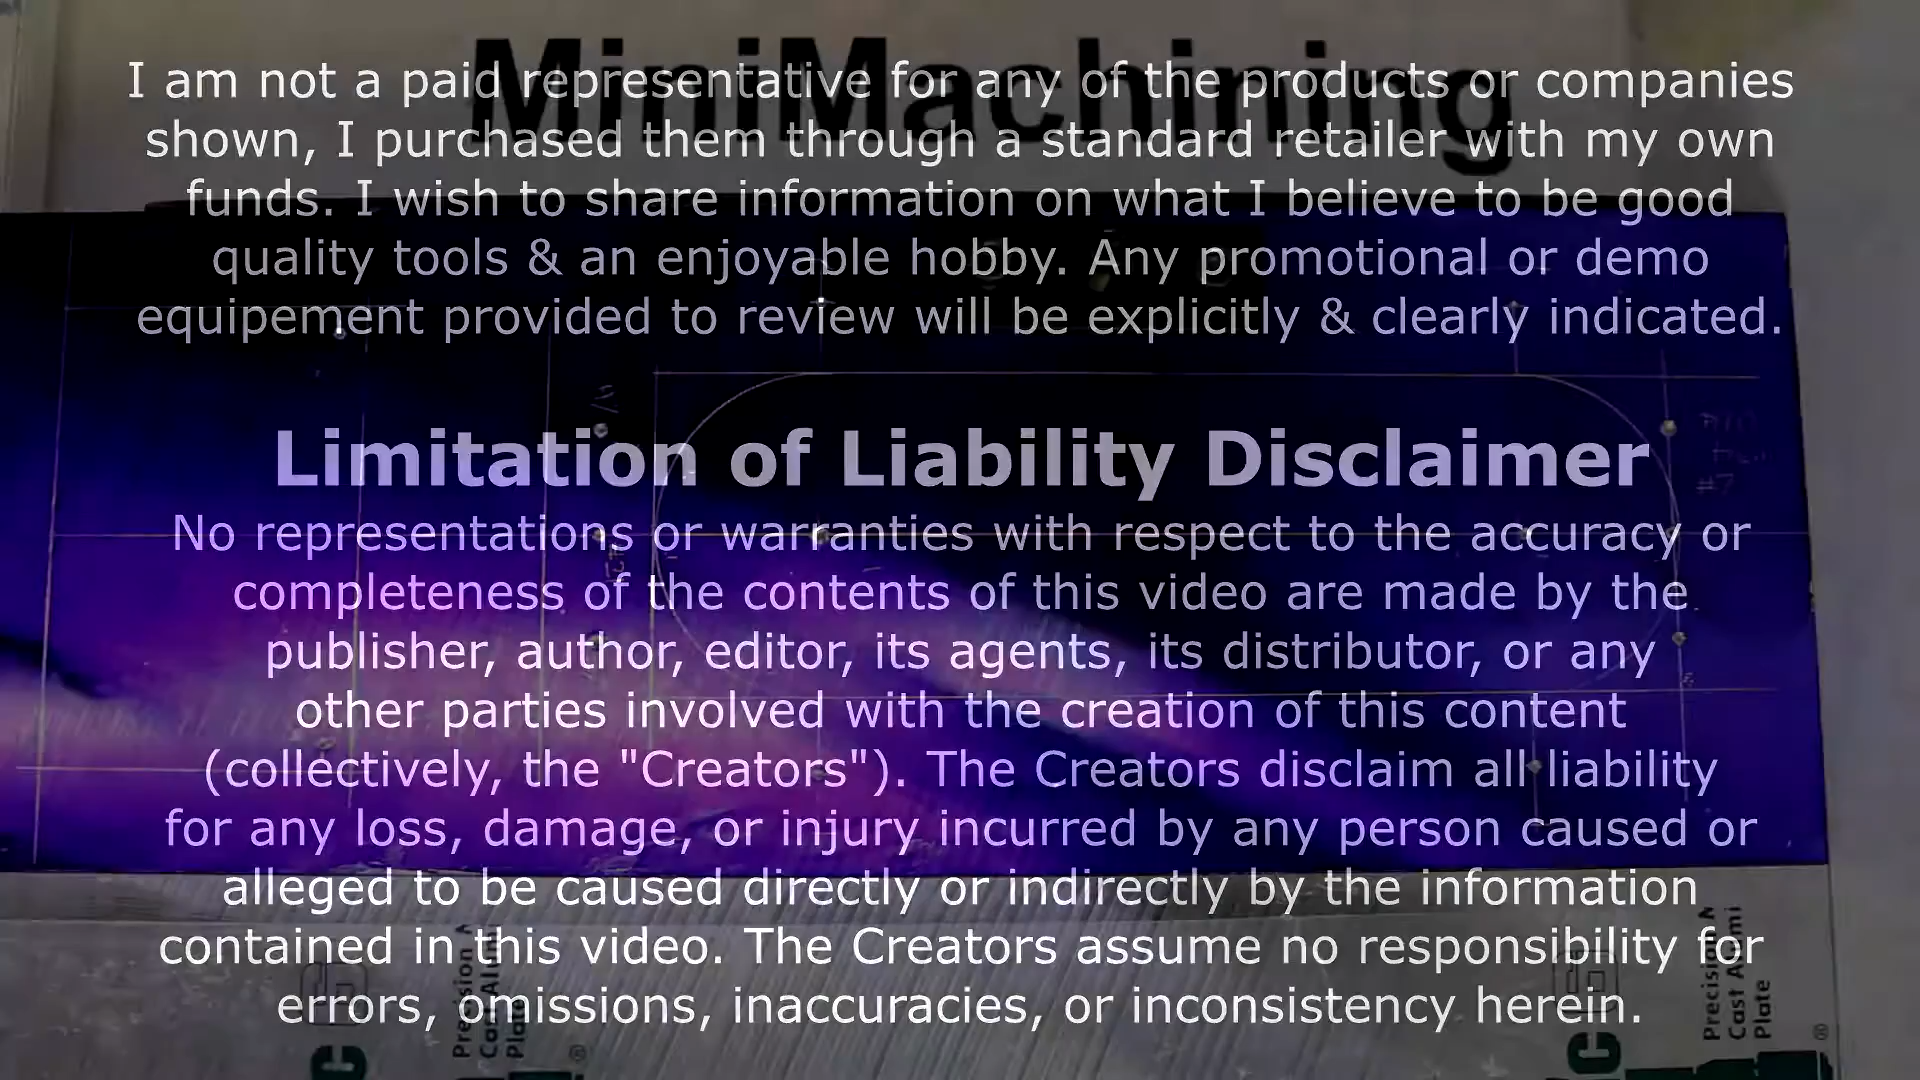 MiniMachining
I am not a paid representative for any of the products or companies
shown, I purchased them through a standard retailer with my own
funds. I wish to share information on what I believe to be good
quality tools & an enjoyable hobby. Any promotional or demo
equipement provided to review will be explicitly & clearly indicated.
Limitation of Liability Disclaimer
No representations or warranties with respect to the accuracy or
completeness of the contents of this video are made by the
publisher, author, editor, its agents, its distributor, or any
other parties involved with the creation of this content
(collectively, the "Creators"). The Creators disclaim all liability
for any loss, damage, or injury incurred by any person caused or
alleged to be caused directly or indirectly by the information
contained in this video. The Creators assume no responsibility for
errors, omissions, inaccuracies, or inconsistency herein.
#7
Precision
Cast Alumi
Plate
®
Precision
Cast Alumi
Plate
®